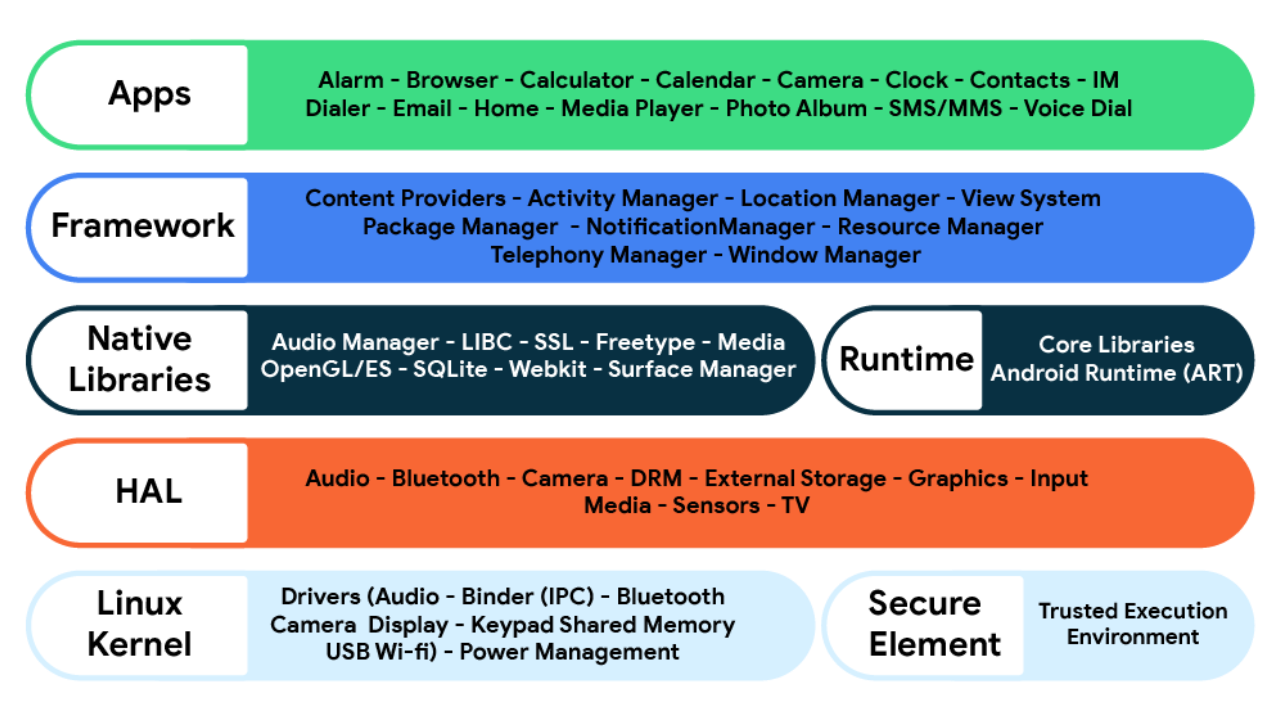 Apps
Alarm - Browser - Calculator - Calendar - Camera - Clock - Contacts - IM
Dialer - Email - Home - Media Player - Photo Album - SMS/MMS - Voice Dial
Framework
Content Providers - Activity Manager - Location Manager - View System
Package Manager  - NotificationManager - Resource Manager
Telephony Manager - Window Manager
Native
Libraries
Audio Manager - LIBC - SSL - Freetype - Media
OpenGL/ES - SQLite - Webkit - Surface Manager
Runtime
Core Libraries
Android Runtime (ART)
HAL
Audio - Bluetooth - Camera - DRM - External Storage - Graphics - Input
Media - Sensors - TV
Linux
Kernel
Drivers (Audio - Binder (IPC) - Bluetooth
Camera  Display - Keypad Shared Memory
USB Wi-fi) - Power Management
Secure
Element
Trusted Execution
Environment